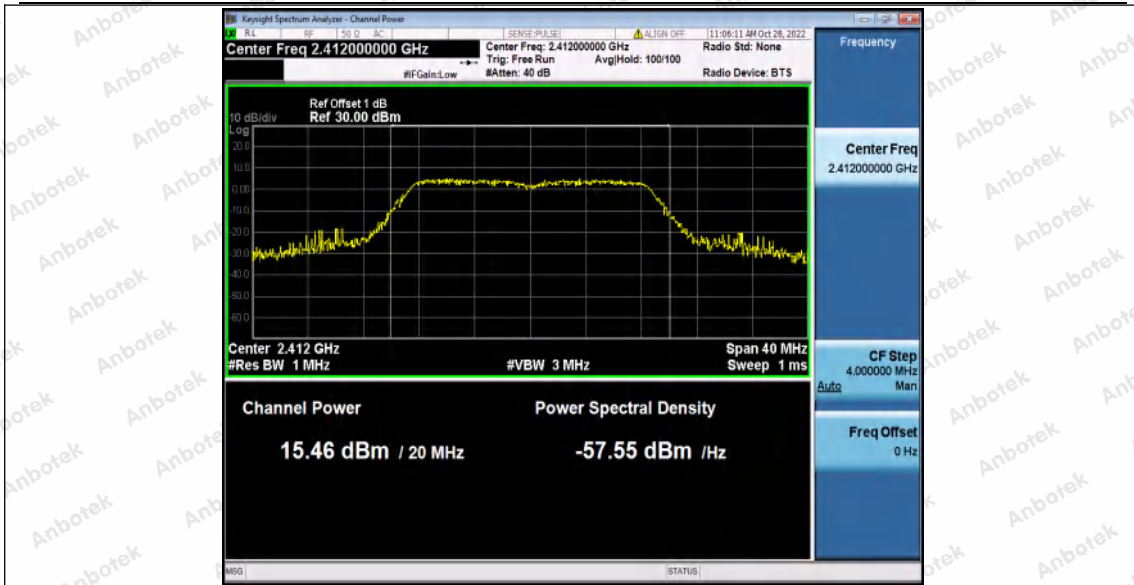 Keysight Spectrum Analyzer - Channel Power
RL RF 50 Ω AC SENSE:PULSE ALIGN OFF 11:06:11 AM Oct 28, 2022
Center Freq 2.412000000 GHz
Center Freq: 2.412000000 GHz Radio Std: None
Trig: Free Run Avg|Hold: 100/100
#IFGain:Low #Atten: 40 dB Radio Device: BTS
Frequency
Ref Offset 1 dB
10 dB/div Ref 30.00 dBm
Log
20.0
10.0
0.00
-10.0
-20.0
-30.0
-40.0
-50.0
-60.0
Center 2.412 GHz Span 40 MHz
#Res BW 1 MHz #VBW 3 MHz Sweep 1 ms
Channel Power Power Spectral Density
15.46 dBm / 20 MHz -57.55 dBm /Hz
Center Freq
2.412000000 GHz
CF Step
4.000000 MHz
Auto Man
Freq Offset
0 Hz
MSG STATUS
Anbotek